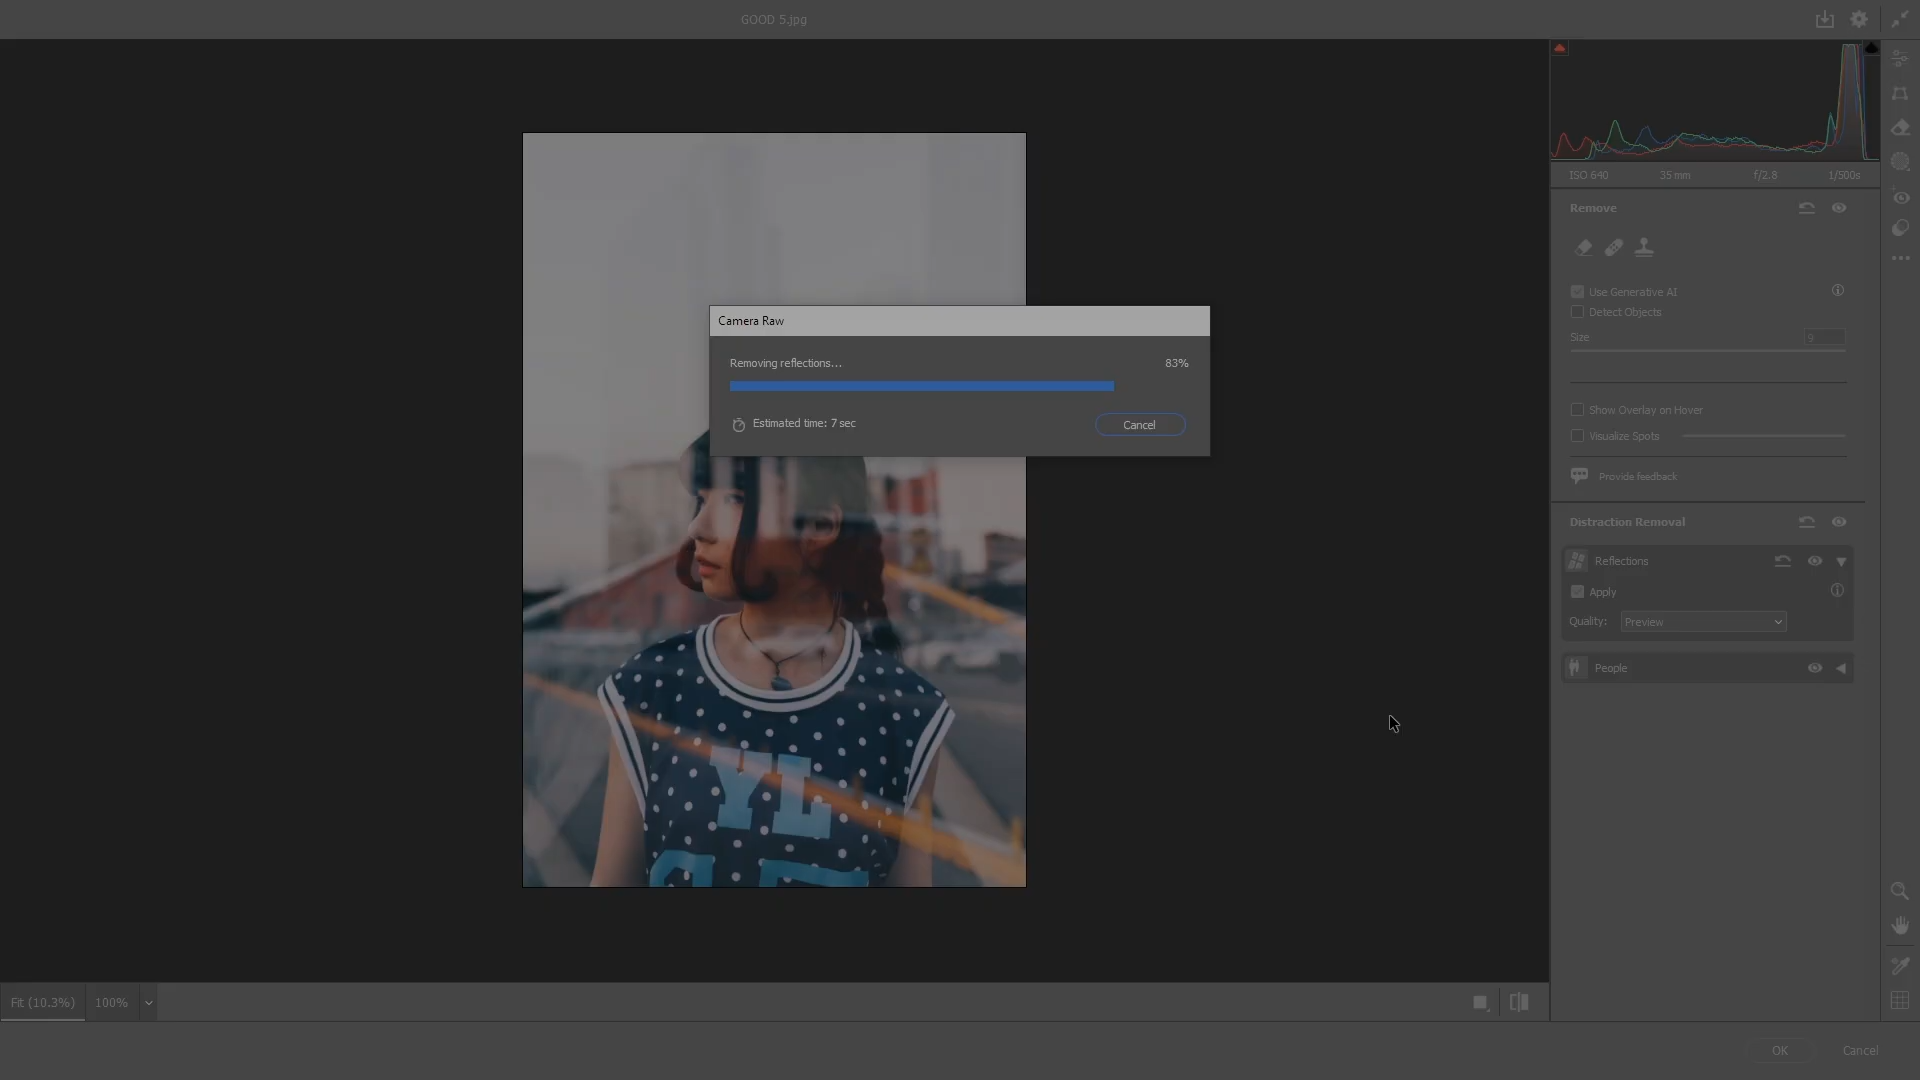 GOOD 5.jpg
ISO 640 35 mm f/2.8 1/500s
Remove
Use Generative AI
Detect Objects
Size 9
Show Overlay on Hover
Visualize Spots
Provide feedback
Distraction Removal
Reflections
Apply
Quality: Preview
People
Camera Raw
Removing reflections... 83%
Estimated time: 7 sec Cancel
YL
Fit (10.3%) 100%
OK Cancel